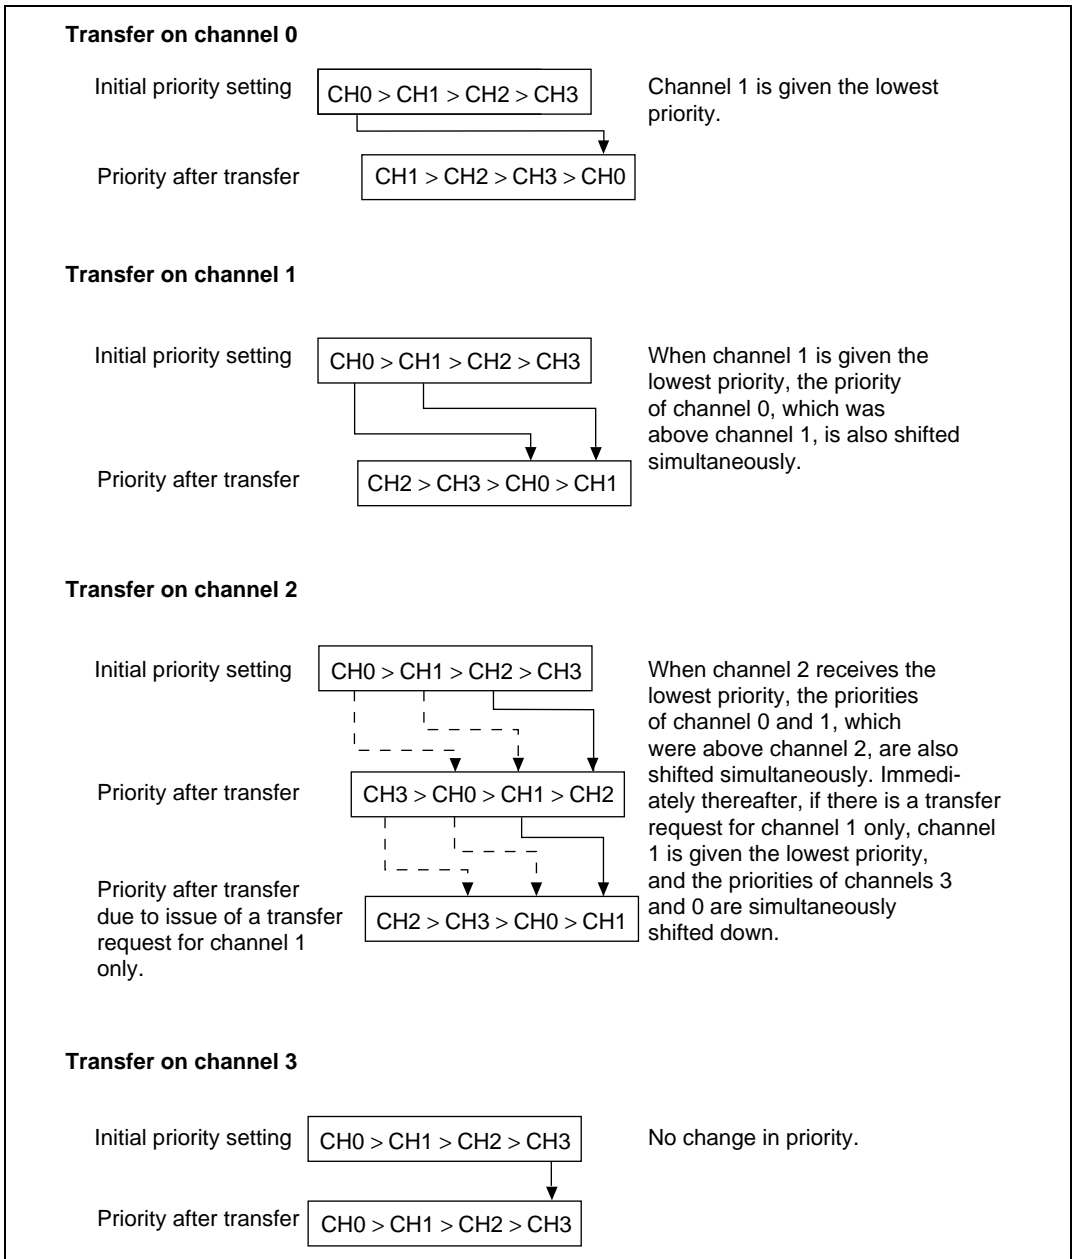 Transfer on channel 0
Initial priority setting
CH0 > CH1 > CH2 > CH3
Channel 1 is given the lowest
priority.
Priority after transfer
CH1 > CH2 > CH3 > CH0
Transfer on channel 1
Initial priority setting
CH0 > CH1 > CH2 > CH3
When channel 1 is given the
lowest priority, the priority
of channel 0, which was
above channel 1, is also shifted
simultaneously.
Priority after transfer
CH2 > CH3 > CH0 > CH1
Transfer on channel 2
Initial priority setting
CH0 > CH1 > CH2 > CH3
When channel 2 receives the
lowest priority, the priorities
of channel 0 and 1, which
were above channel 2, are also
shifted simultaneously. Immedi-
ately thereafter, if there is a transfer
request for channel 1 only, channel
1 is given the lowest priority,
and the priorities of channels 3
and 0 are simultaneously
shifted down.
Priority after transfer
CH3 > CH0 > CH1 > CH2
Priority after transfer
due to issue of a transfer
request for channel 1
only.
CH2 > CH3 > CH0 > CH1
Transfer on channel 3
Initial priority setting
CH0 > CH1 > CH2 > CH3
No change in priority.
Priority after transfer
CH0 > CH1 > CH2 > CH3